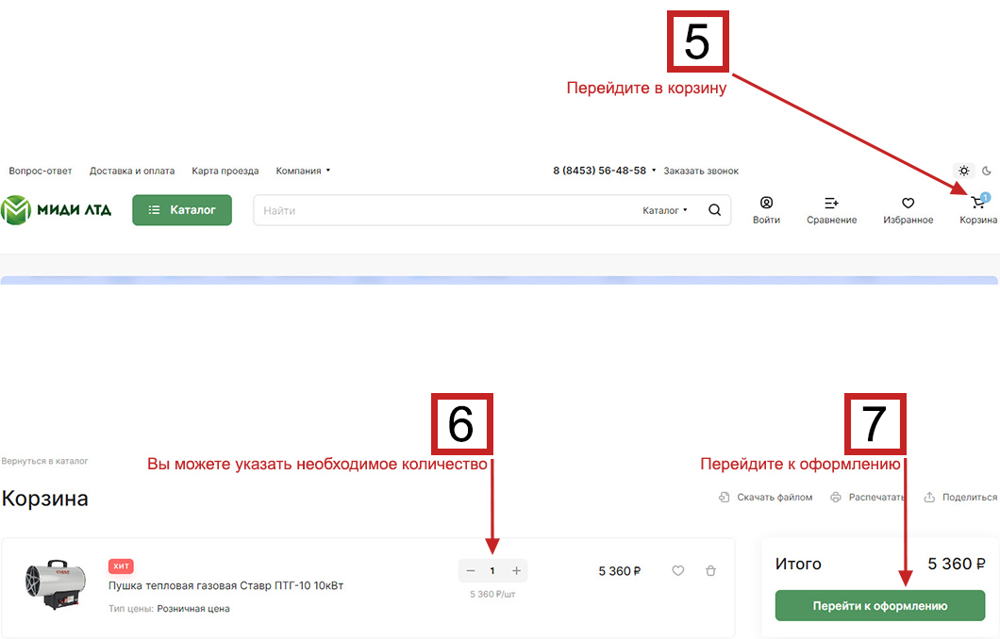 5
Перейдите в корзину
Вопрос-ответ Доставка и оплата Карта проезда Компания 8 (8453) 56-48-58 Заказать звонок
МИДИ ЛТД Каталог Найти Каталог Войти Сравнение Избранное 1 Корзина
6 7
Вернуться в каталог Вы можете указать необходимое количество Перейдите к оформлению
Корзина Скачать файлом Распечатать Поделиться
ХИТ
Пушка тепловая газовая Ставр ПТГ-10 10кВт
Тип цены: Розничная цена
− 1 + 5 360 ₽
5 360 ₽/шт
Итого 5 360 ₽
Перейти к оформлению